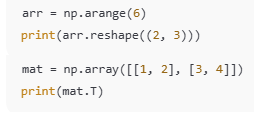 arr = np.arange(6)
print(arr.reshape((2, 3)))
mat = np.array([[1, 2], [3, 4]])
print(mat.T)